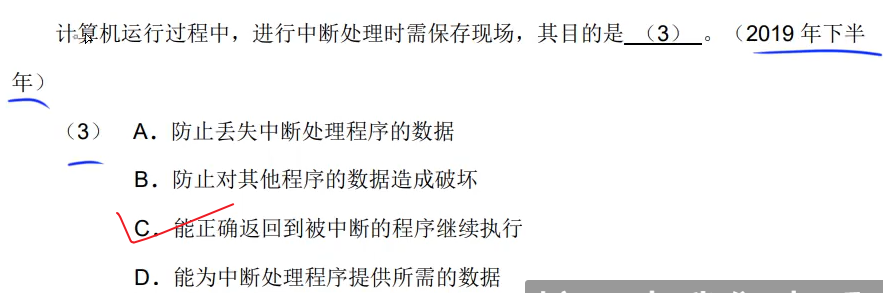 计算机运行过程中，进行中断处理时需保存现场，其目的是 （3） 。（2019 年下半
年）
（3） A．防止丢失中断处理程序的数据
B．防止对其他程序的数据造成破坏
C．能正确返回到被中断的程序继续执行
D．能为中断处理程序提供所需的数据